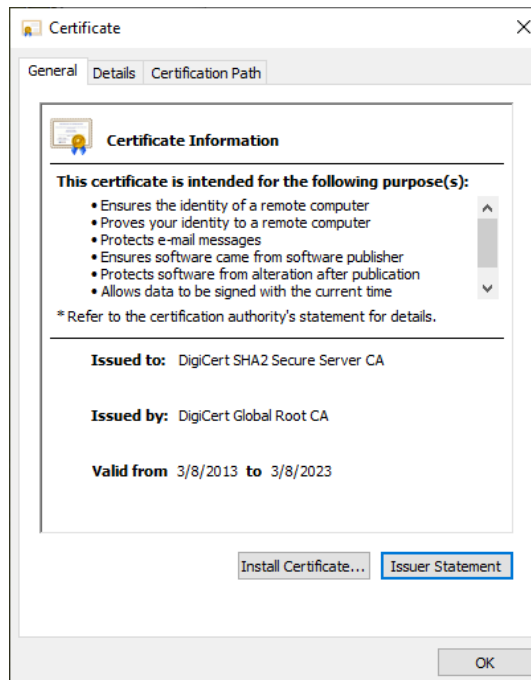 Certificate
General Details Certification Path
Certificate Information
This certificate is intended for the following purpose(s):
• Ensures the identity of a remote computer
• Proves your identity to a remote computer
• Protects e-mail messages
• Ensures software came from software publisher
• Protects software from alteration after publication
• Allows data to be signed with the current time
* Refer to the certification authority's statement for details.
Issued to: DigiCert SHA2 Secure Server CA
Issued by: DigiCert Global Root CA
Valid from 3/8/2013 to 3/8/2023
Install Certificate... Issuer Statement
OK